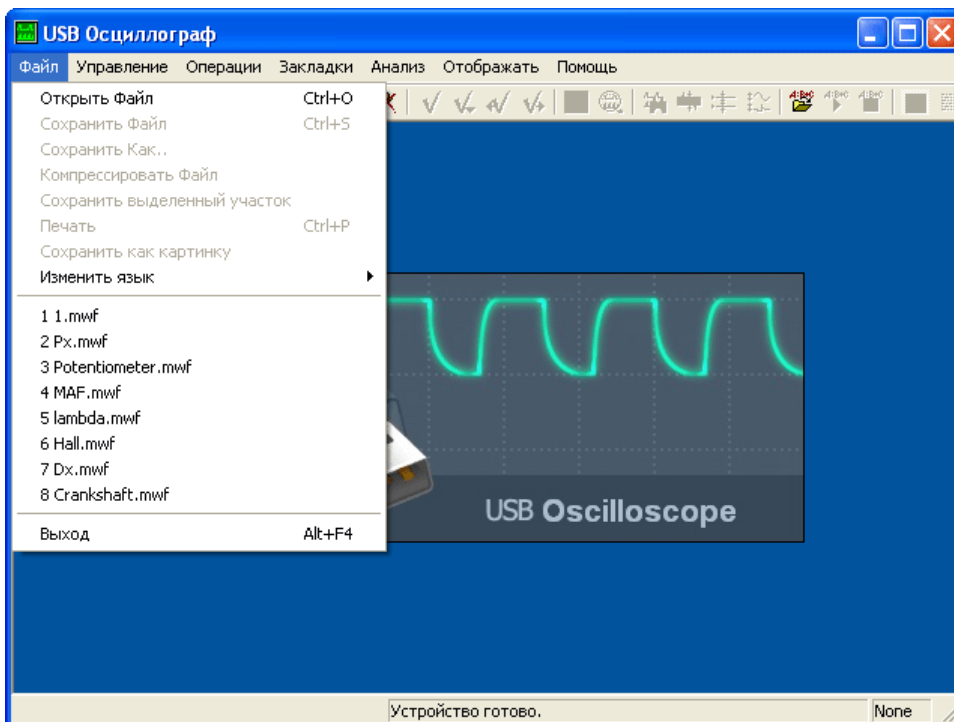 USB Осциллограф
Файл Управление Операции Закладки Анализ Отображать Помощь
Открыть Файл Ctrl+O
Сохранить Файл Ctrl+S
Сохранить Как..
Компрессировать Файл
Сохранить выделенный участок
Печать Ctrl+P
Сохранить как картинку
Изменить язык
1 1.mwf
2 Px.mwf
3 Potentiometer.mwf
4 MAF.mwf
5 lambda.mwf
6 Hall.mwf
7 Dx.mwf
8 Crankshaft.mwf
Выход Alt+F4
USB Oscilloscope
Устройство готово. None